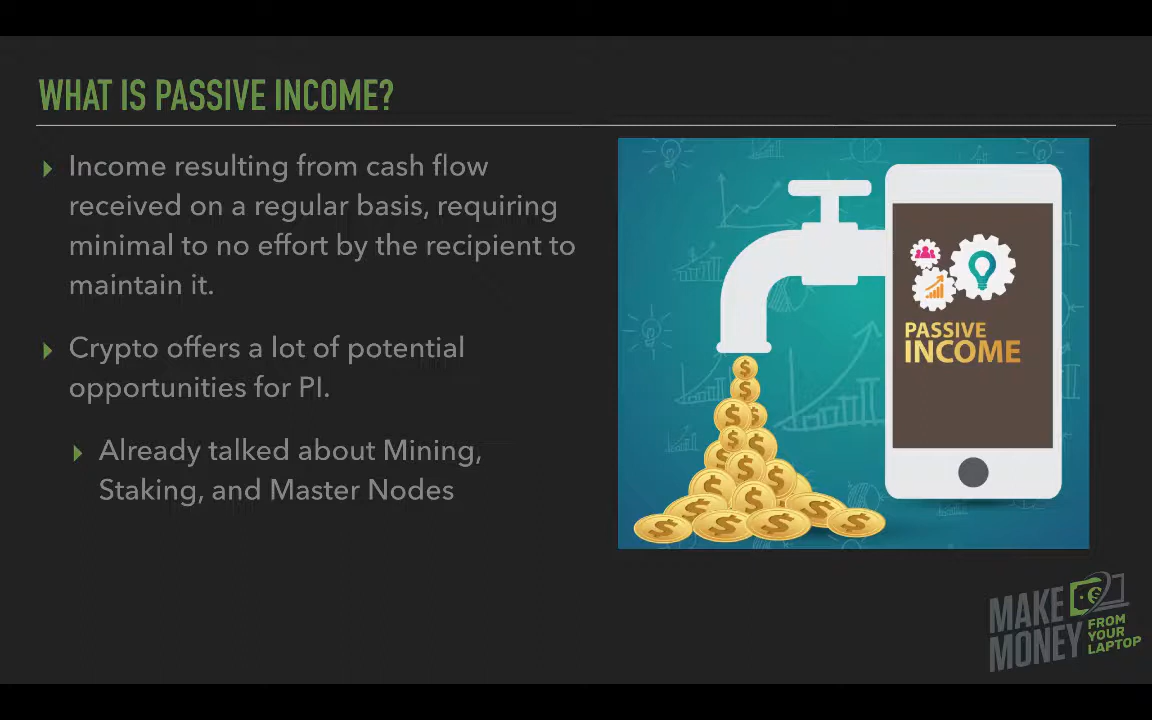 WHAT IS PASSIVE INCOME?
Income resulting from cash flow
received on a regular basis, requiring
minimal to no effort by the recipient to
maintain it.
Crypto offers a lot of potential
opportunities for PI.
Already talked about Mining,
Staking, and Master Nodes
PASSIVE
INCOME
MAKE
MONEY
FROM
YOUR
LAPTOP